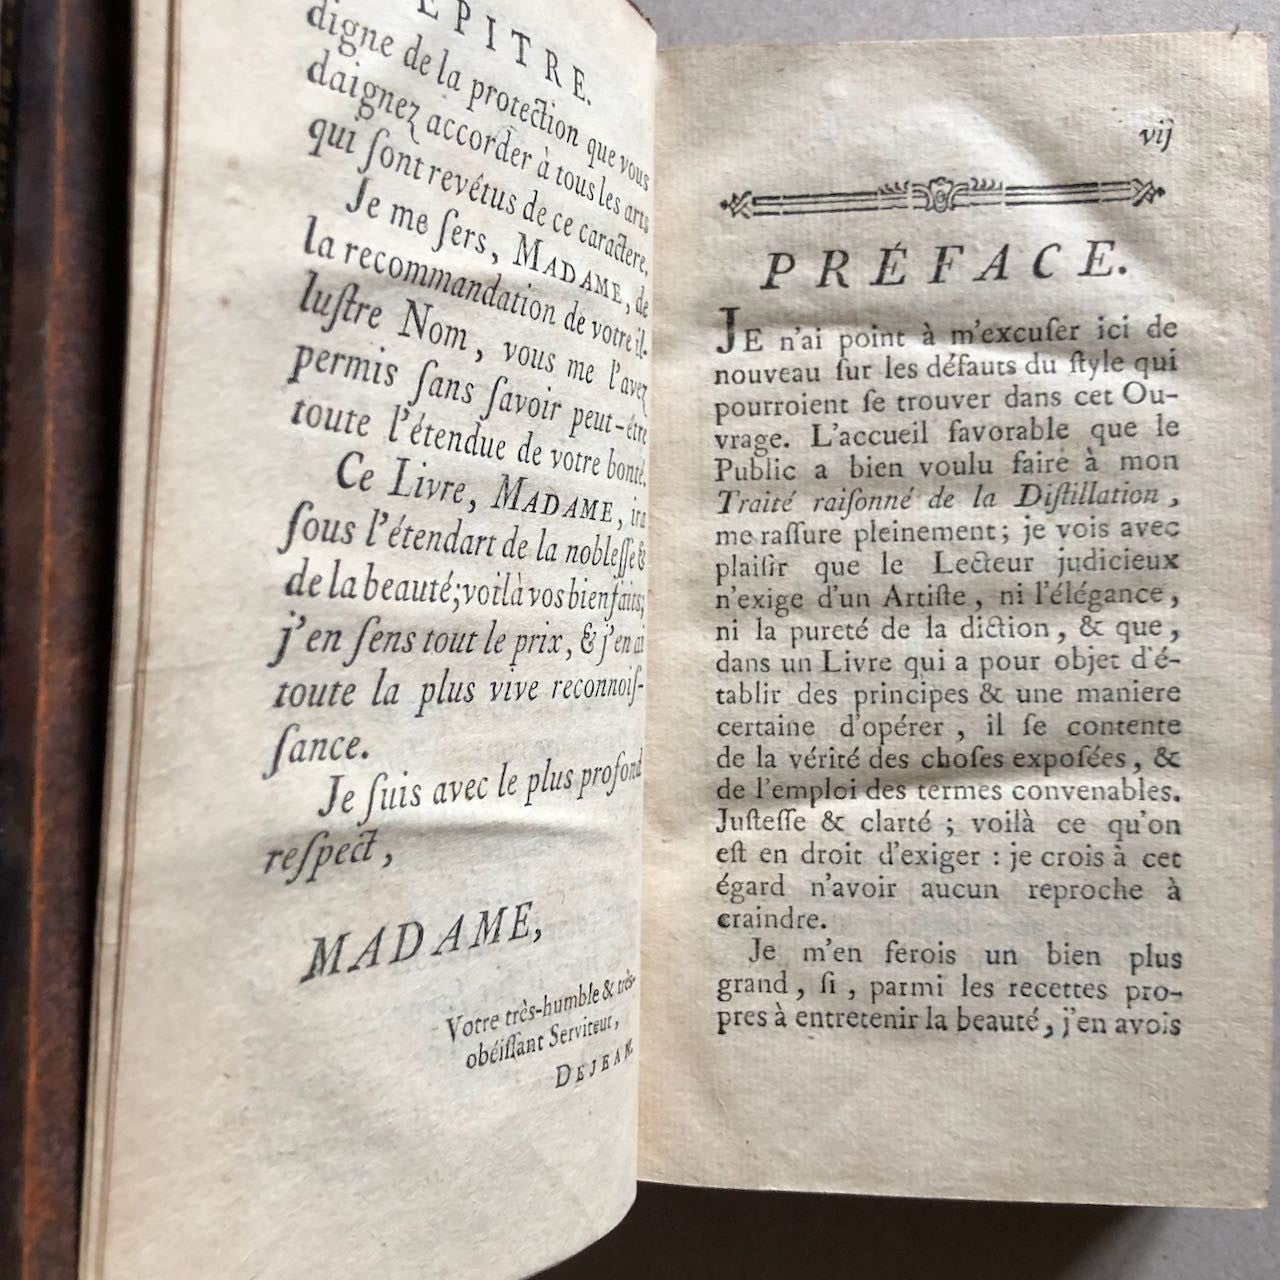 EPITRE.
digne de la protection que vous
daignez accorder à tous les arts
qui ſont revêtus de ce caractere.
Je me ſers, MADAME, de
la recommandation de votre il-
luſtre Nom, vous me l'avez
permis ſans ſavoir peut-être
toute l'étendue de votre bonté.
Ce Livre, MADAME, ira
ſous l'étendart de la nobleſſe &
de la beauté; voilà vos bienfaits;
j'en ſens tout le prix, & j'en ai
toute la plus vive reconnoiſ-
ſance.
Je ſuis avec le plus profond
reſpect,
MADAME,
Votre très-humble & très-
obéiſſant Serviteur,
DEJEAN.
vij
PRÉFACE.
JE n'ai point à m'excuſer ici de
nouveau ſur les défauts du ſtyle qui
pourroient ſe trouver dans cet Ou-
vrage. L'accueil favorable que le
Public a bien voulu faire à mon
Traité raiſonné de la Diſtillation,
me raſſure pleinement; je vois avec
plaiſir que le Lecteur judicieux
n'exige d'un Artiſte, ni l'élégance,
ni la pureté de la diction, & que,
dans un Livre qui a pour objet d'é-
tablir des principes & une maniere
certaine d'opérer, il ſe contente
de la vérité des choſes expoſées, &
de l'emploi des termes convenables.
Juſteſſe & clarté; voilà ce qu'on
eſt en droit d'exiger : je crois à cet
égard n'avoir aucun reproche à
craindre.
Je m'en ferois un bien plus
grand, ſi, parmi les recettes pro-
pres à entretenir la beauté, j'en avois